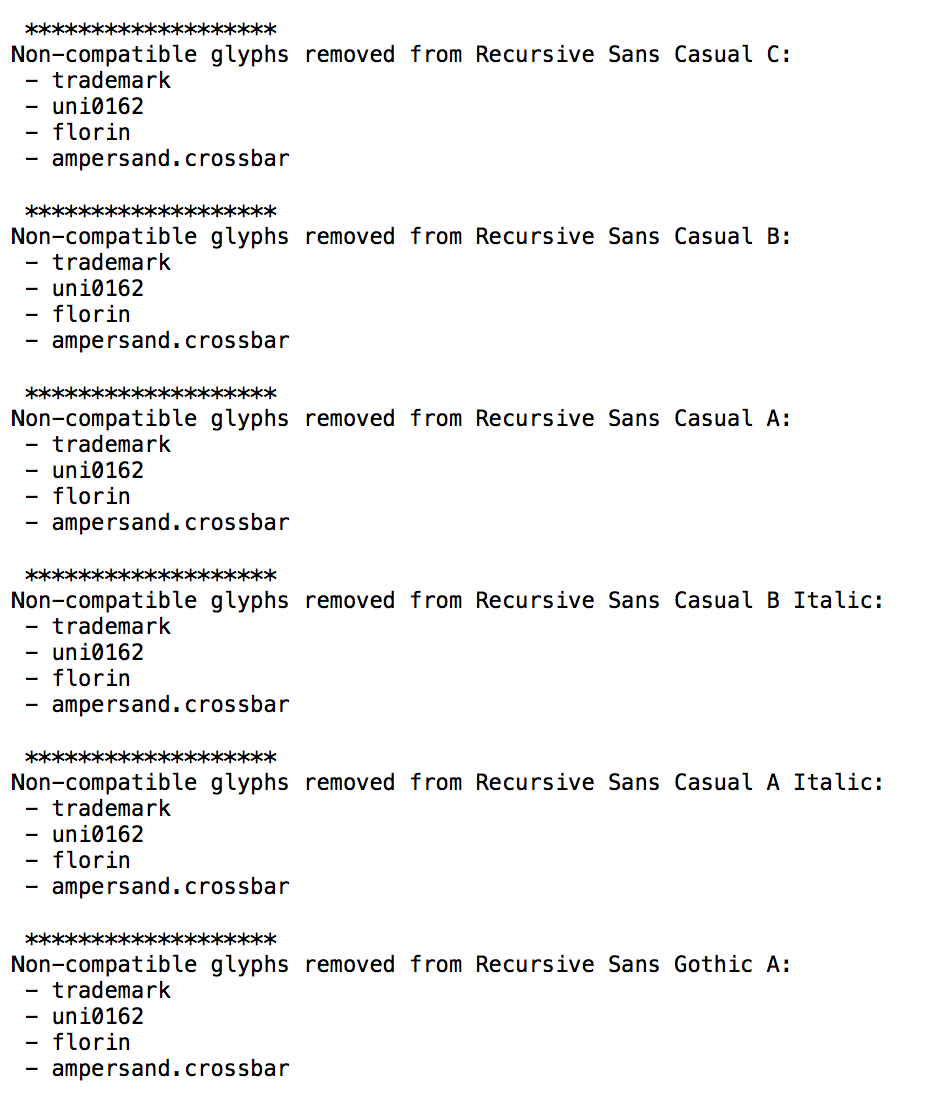 *******************
Non-compatible glyphs removed from Recursive Sans Casual C:
- trademark
- uni0162
- florin
- ampersand.crossbar
*******************
Non-compatible glyphs removed from Recursive Sans Casual B:
- trademark
- uni0162
- florin
- ampersand.crossbar
*******************
Non-compatible glyphs removed from Recursive Sans Casual A:
- trademark
- uni0162
- florin
- ampersand.crossbar
*******************
Non-compatible glyphs removed from Recursive Sans Casual B Italic:
- trademark
- uni0162
- florin
- ampersand.crossbar
*******************
Non-compatible glyphs removed from Recursive Sans Casual A Italic:
- trademark
- uni0162
- florin
- ampersand.crossbar
*******************
Non-compatible glyphs removed from Recursive Sans Gothic A:
- trademark
- uni0162
- florin
- ampersand.crossbar